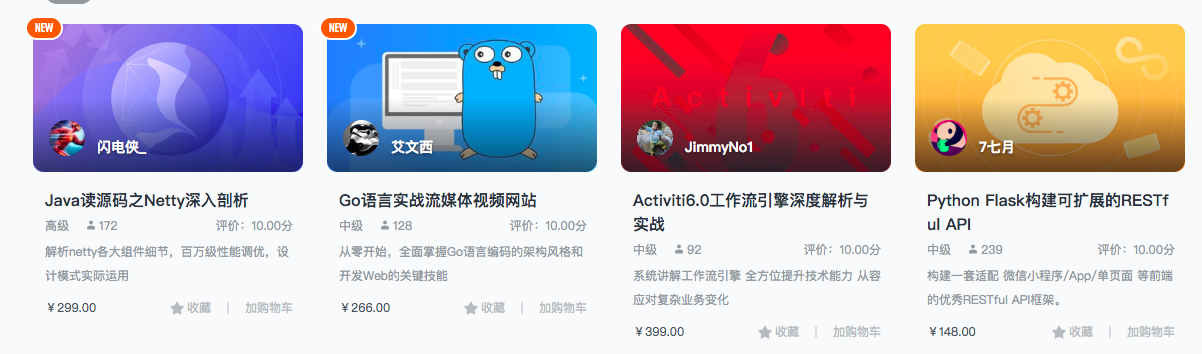 NEW
闪电侠_
Java读源码之Netty深入剖析
高级 172 评价：10.00分
解析netty各大组件细节，百万级性能调优，设
计模式实际运用
￥299.00 收藏 | 加购物车
NEW
艾文西
Go语言实战流媒体视频网站
中级 128 评价：10.00分
从零开始，全面掌握Go语言编码的架构风格和
开发Web的关键技能
￥266.00 收藏 | 加购物车
Activiti
JimmyNo1
Activiti6.0工作流引擎深度解析与
实战
中级 92 评价：10.00分
系统讲解工作流引擎 全方位提升技术能力 从容
应对复杂业务变化
￥399.00 收藏 | 加购物车
7七月
Python Flask构建可扩展的RESTf
ul API
中级 239 评价：10.00分
构建一套适配 微信小程序/App/单页面 等前端
的优秀RESTful API框架。
￥148.00 收藏 | 加购物车